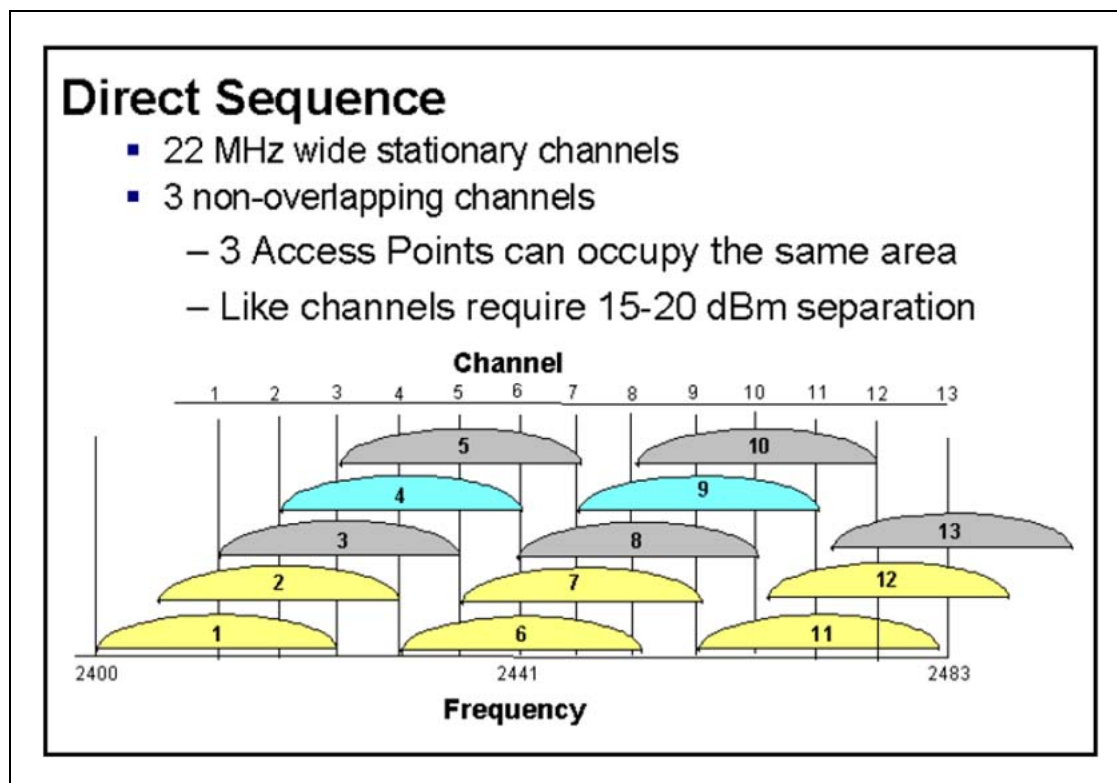 Direct Sequence
▪ 22 MHz wide stationary channels
▪ 3 non-overlapping channels
– 3 Access Points can occupy the same area
– Like channels require 15-20 dBm separation
Channel
1 2 3 4 5 6 7 8 9 10 11 12 13
5 10
4 9
3 8 13
2 7 12
1 6 11
2400 2441 2483
Frequency